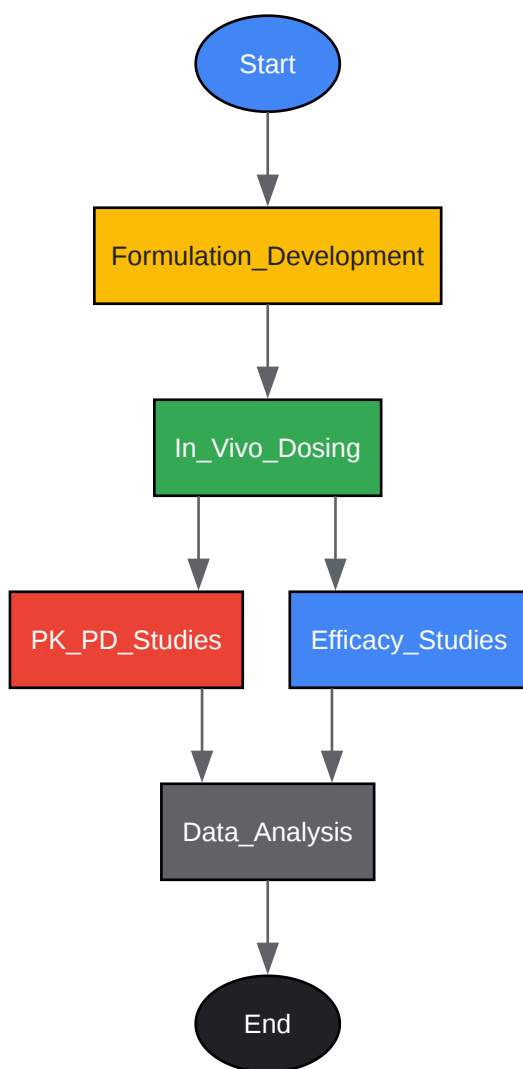 Start
Formulation_Development
In_Vivo_Dosing
PK_PD_Studies
Efficacy_Studies
Data_Analysis
End